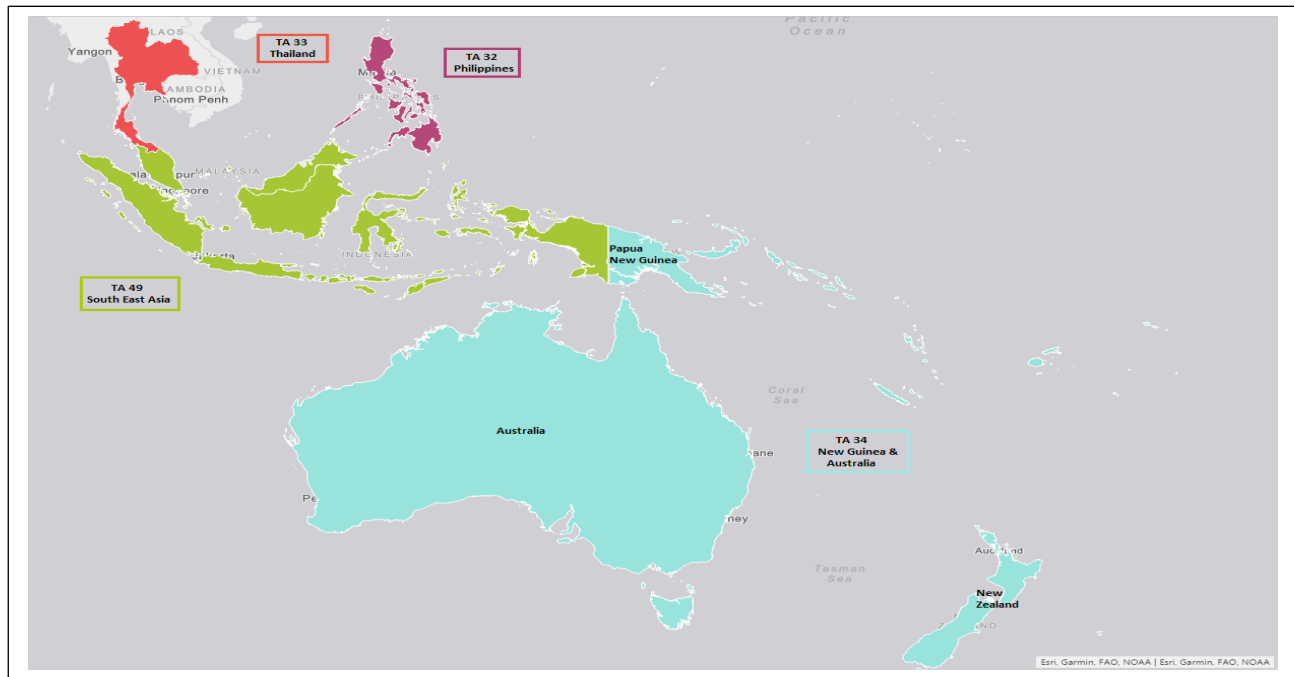 Pacific
Ocean
LAOS
Yangon
TA 33
Thailand
TA 32
Philippines
VIETNAM
Phnom Penh
MALAYSIA
INDONESIA
Papua
New Guinea
TA 49
South East Asia
Coral
Sea
Australia
TA 34
New Guinea &
Australia
Tasman
Sea
New
Zealand
Esri, Garmin, FAO, NOAA | Esri, Garmin, FAO, NOAA